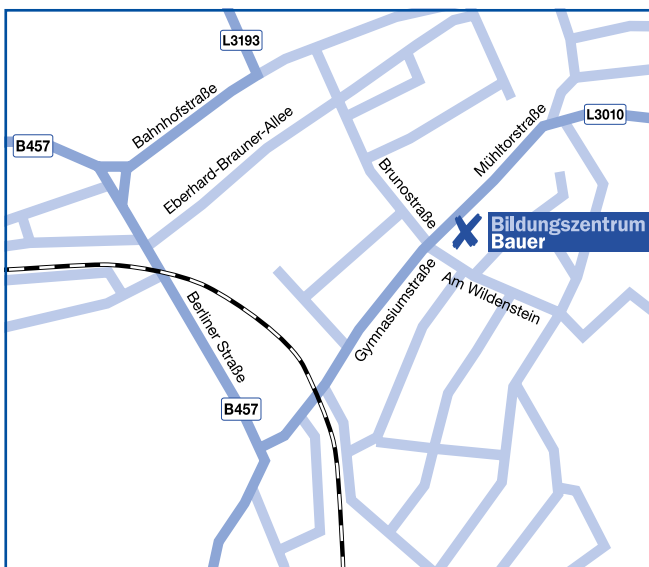 L3193
Bahnhofstraße
L3010
Mühltorstraße
B457
Eberhard-Brauner-Allee
Brunostraße
Bildungszentrum
Bauer
Am Wildenstein
Gymnasiumstraße
Berliner Straße
B457